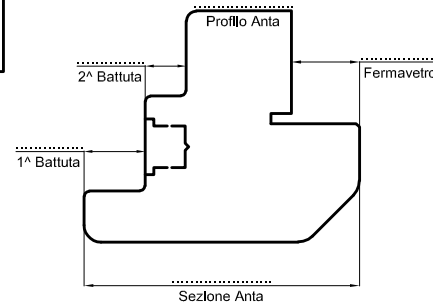 Profilo Anta
2^ Battuta
Fermavetro
1^ Battuta
Sezione Anta